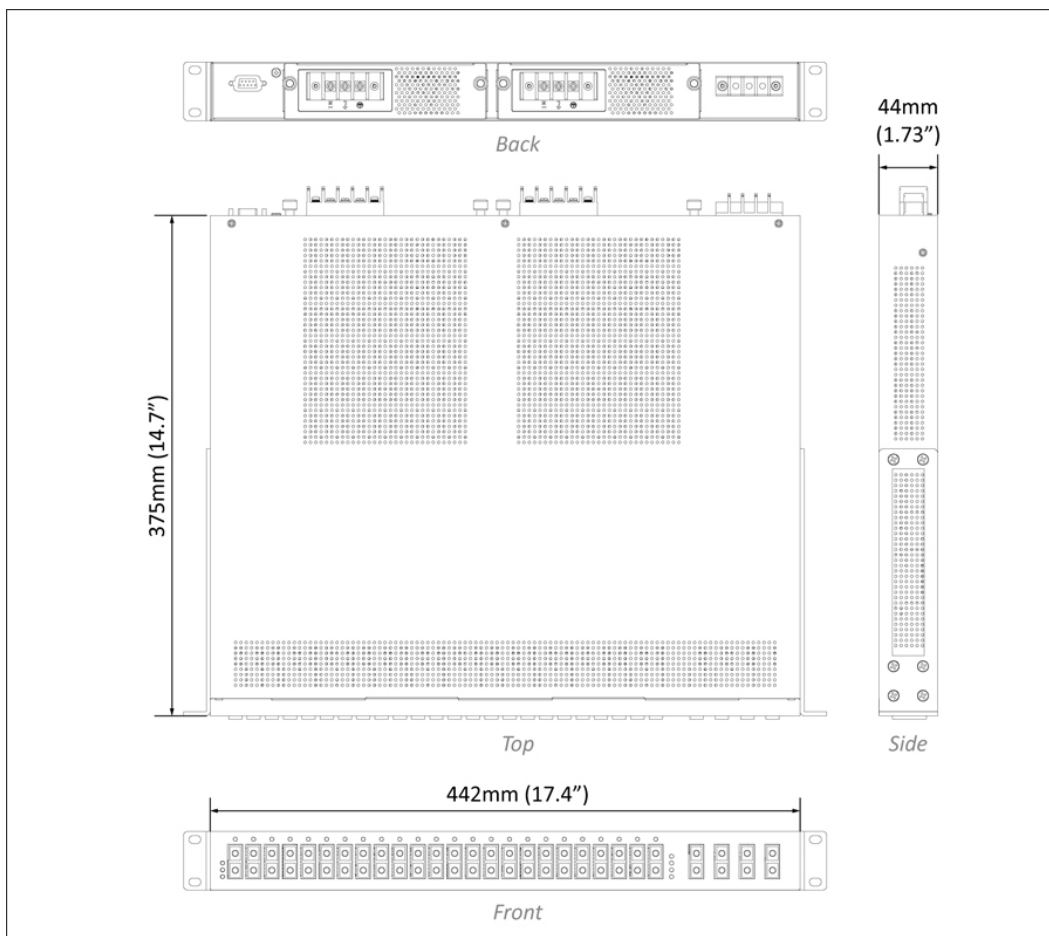 Back
44mm
(1.73”)
375mm (14.7”)
Top
Side
442mm (17.4”)
Front